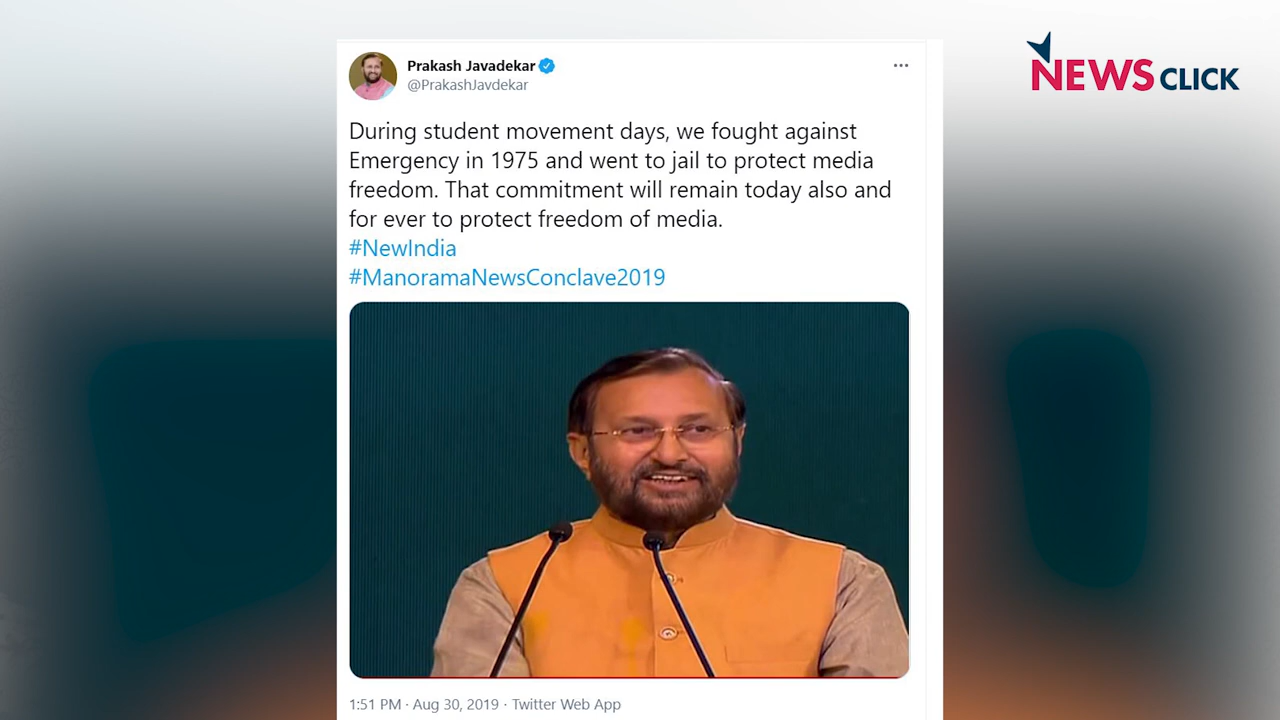 NEWS CLICK
Prakash Javadekar
@PrakashJavdekar
During student movement days, we fought against
Emergency in 1975 and went to jail to protect media
freedom. That commitment will remain today also and
for ever to protect freedom of media.
#NewIndia
#ManoramaNewsConclave2019
1:51 PM · Aug 30, 2019 · Twitter Web App